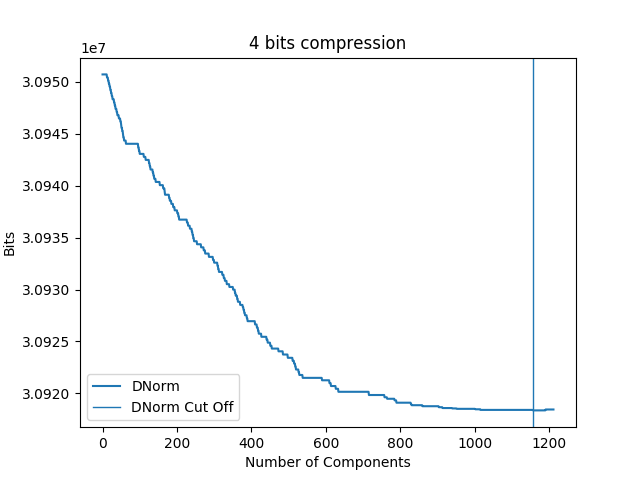 4 bits compression
1e7
3.0950
3.0945
3.0940
3.0935
3.0930
3.0925
3.0920
Bits
DNorm
DNorm Cut Off
0 200 400 600 800 1000 1200
Number of Components